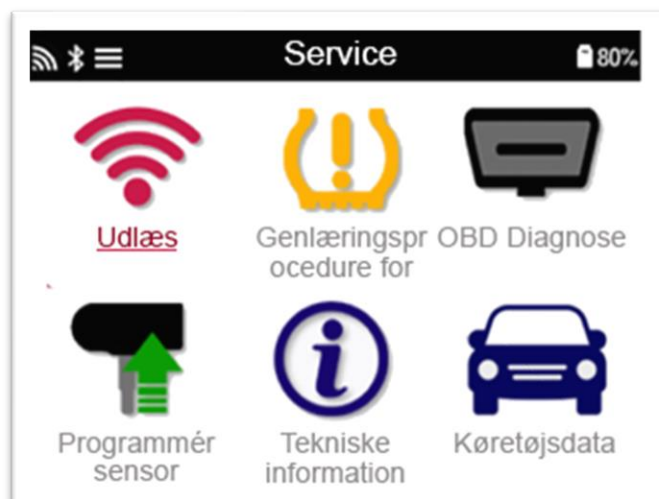 Service
80%
Udlæs
Genlæringspr
ocedure for
OBD Diagnose
Programmér
sensor
Tekniske
information
Køretøjsdata